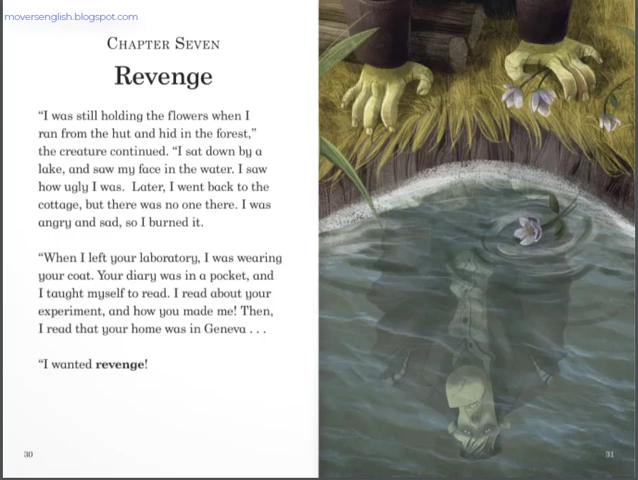 moversenglish.blogspot.com
CHAPTER SEVEN
Revenge
“I was still holding the flowers when I
ran from the hut and hid in the forest,”
the creature continued. “I sat down by a
lake, and saw my face in the water. I saw
how ugly I was.  Later, I went back to the
cottage, but there was no one there. I was
angry and sad, so I burned it.
“When I left your laboratory, I was wearing
your coat. Your diary was in a pocket, and
I taught myself to read. I read about your
experiment, and how you made me! Then,
I read that your home was in Geneva . . .
“I wanted revenge!
30
31